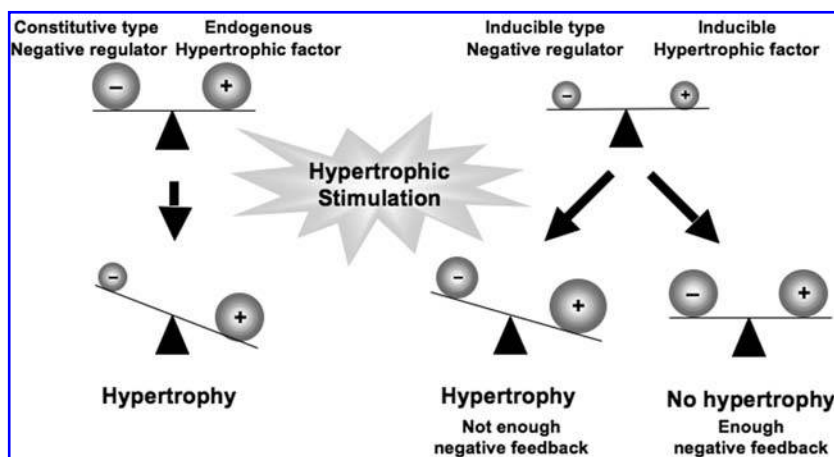 Constitutive type
Negative regulator
Endogenous
Hypertrophic factor
Inducible type
Negative regulator
Inducible
Hypertrophic factor
−
+
−
+
Hypertrophic
Stimulation
−
+
−
+
−
+
Hypertrophy
Hypertrophy
Not enough
negative feedback
No hypertrophy
Enough
negative feedback